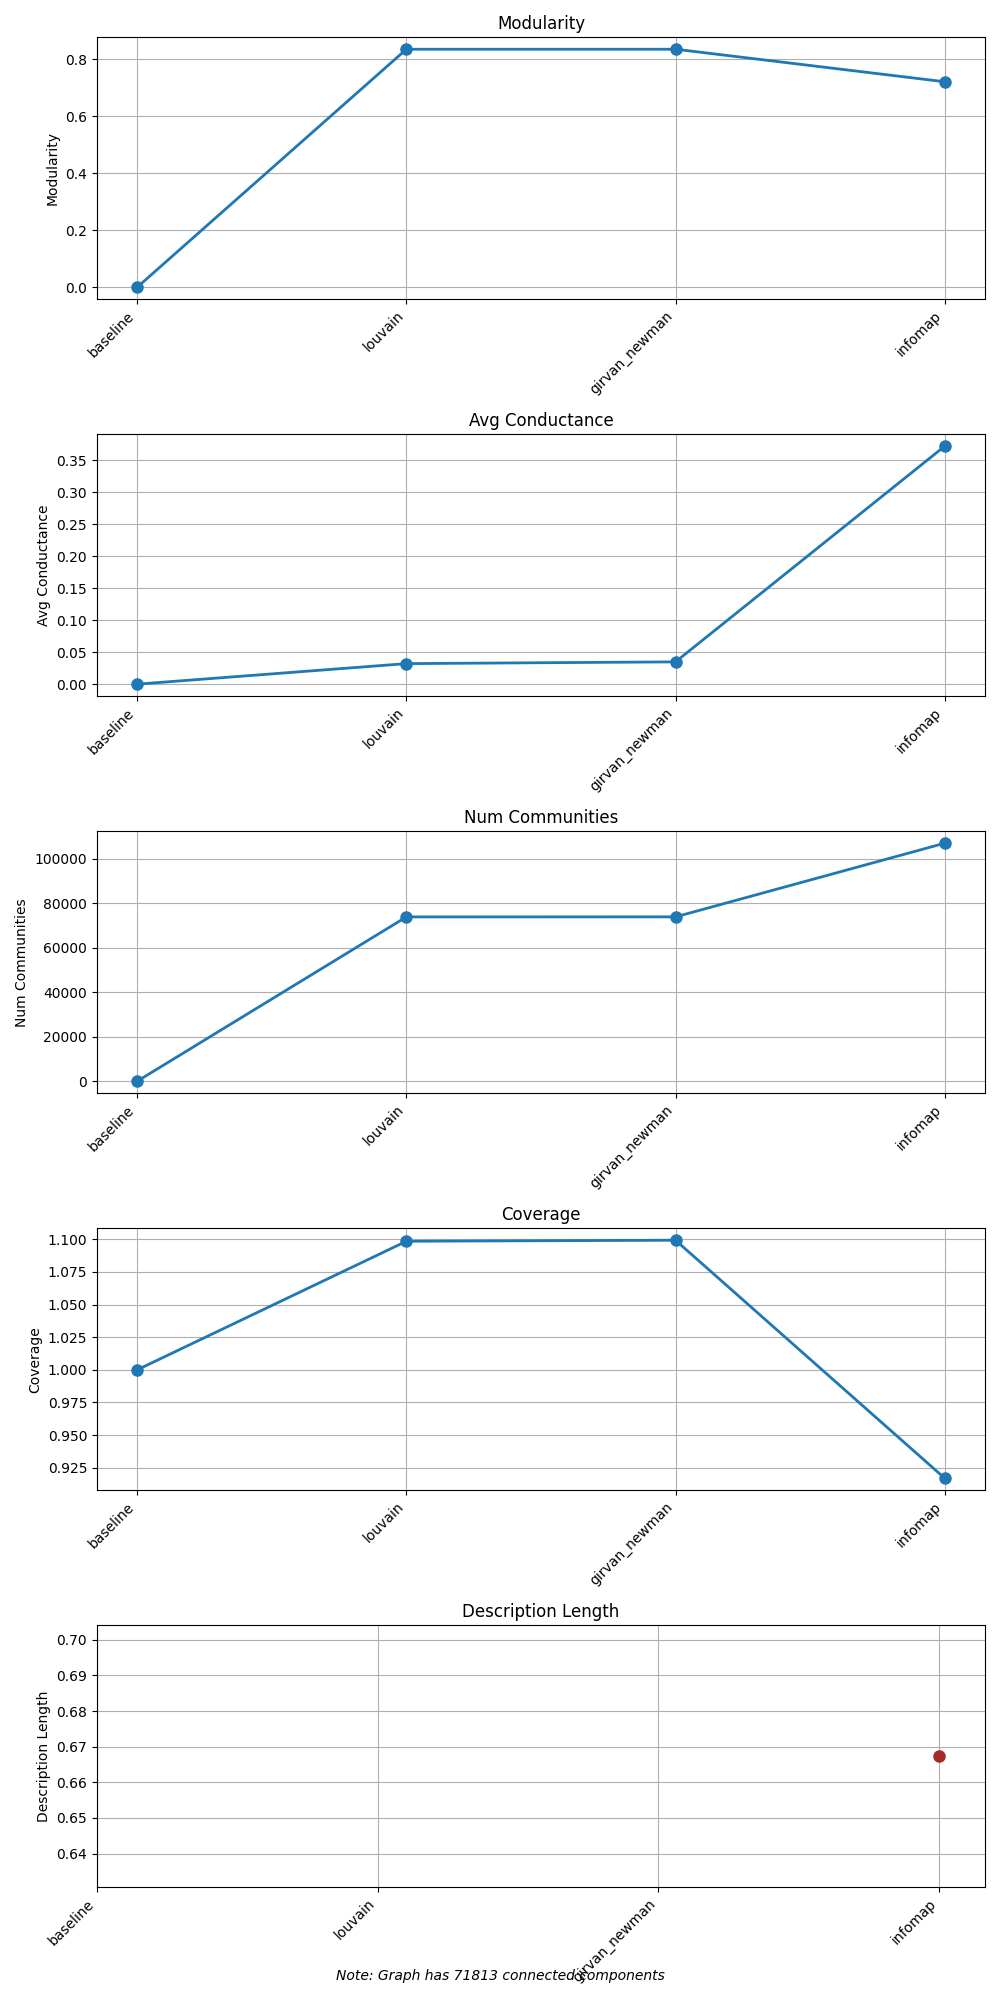 Modularity
Modularity
0.8
0.6
0.4
0.2
0.0
baseline
louvain
girvan_newman
infomap
Avg Conductance
Avg Conductance
0.35
0.30
0.25
0.20
0.15
0.10
0.05
0.00
baseline
louvain
girvan_newman
infomap
Num Communities
Num Communities
100000
80000
60000
40000
20000
0
baseline
louvain
girvan_newman
infomap
Coverage
Coverage
1.100
1.075
1.050
1.025
1.000
0.975
0.950
0.925
baseline
louvain
girvan_newman
infomap
Description Length
Description Length
0.70
0.69
0.68
0.67
0.66
0.65
0.64
baseline
louvain
girvan_newman
infomap
Note: Graph has 71813 connected components